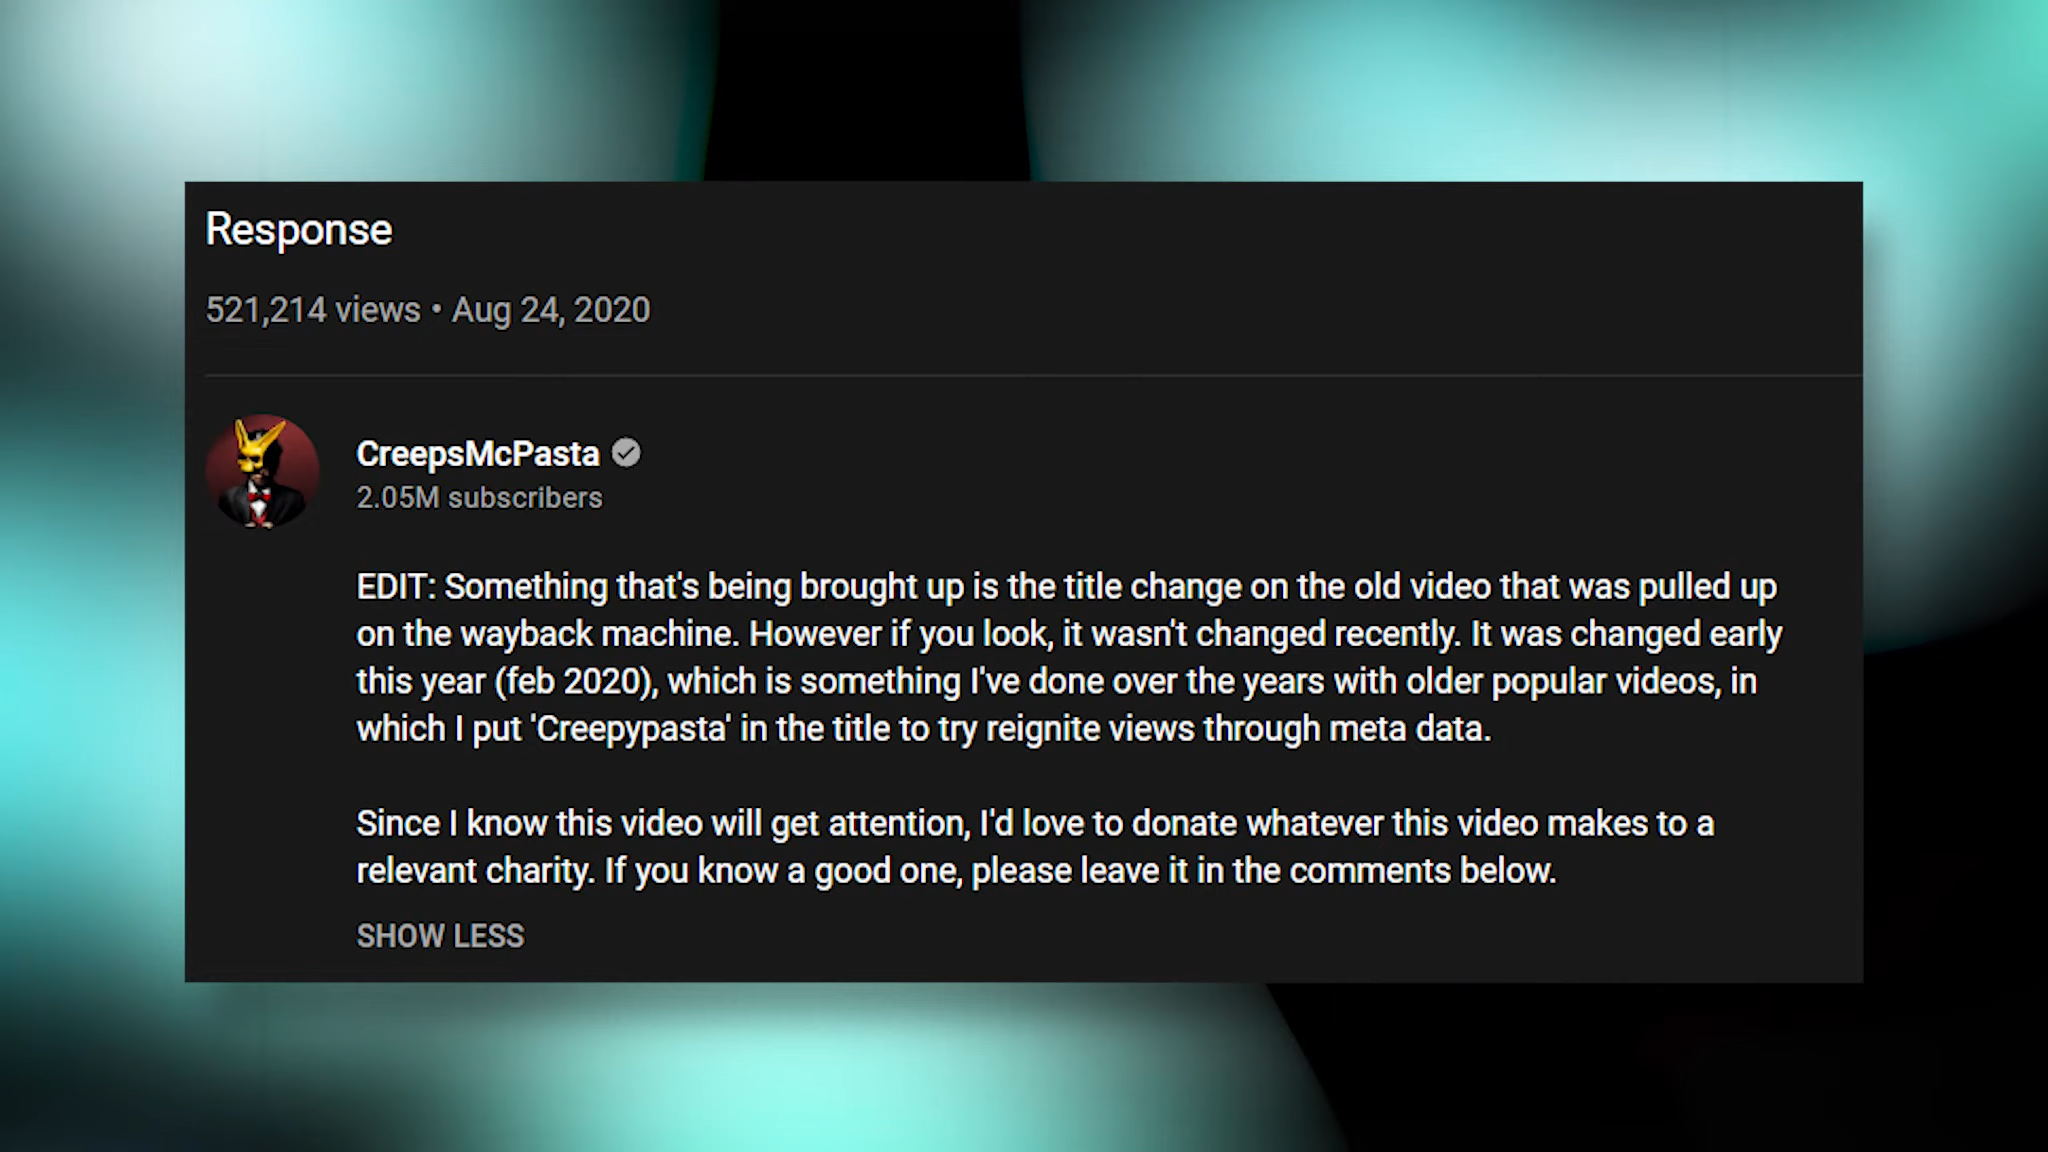 Response
521,214 views • Aug 24, 2020
CreepsMcPasta
2.05M subscribers
EDIT: Something that's being brought up is the title change on the old video that was pulled up
on the wayback machine. However if you look, it wasn't changed recently. It was changed early
this year (feb 2020), which is something I've done over the years with older popular videos, in
which I put 'Creepypasta' in the title to try reignite views through meta data.
Since I know this video will get attention, I'd love to donate whatever this video makes to a
relevant charity. If you know a good one, please leave it in the comments below.
SHOW LESS